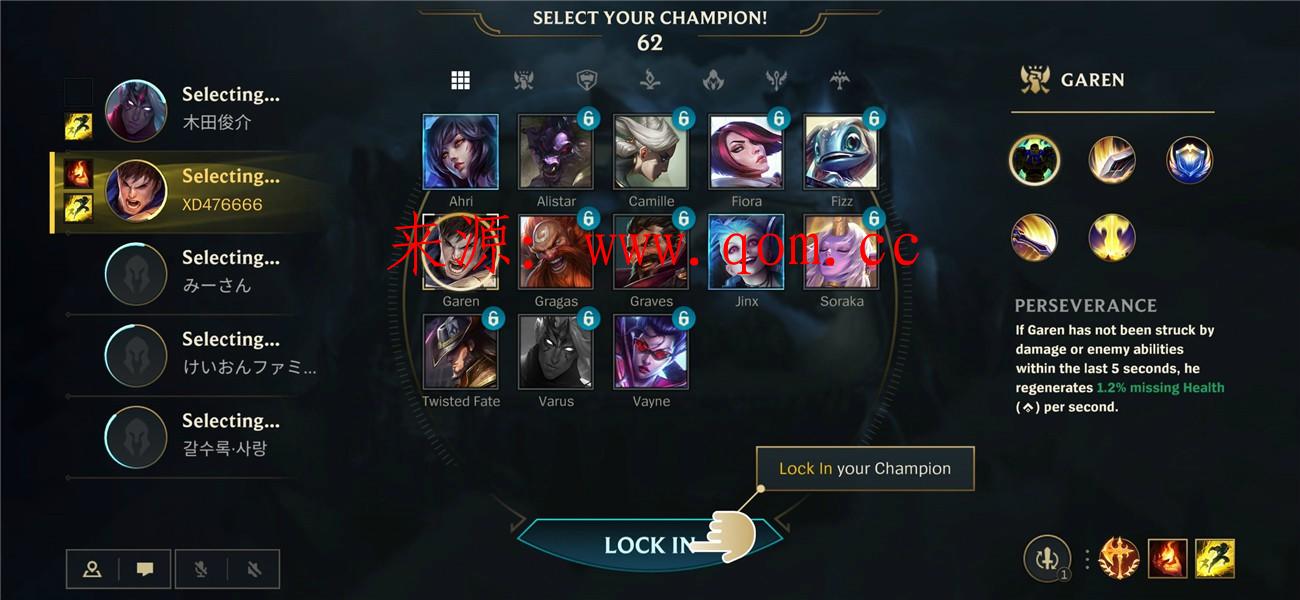 SELECT YOUR CHAMPION!
62
Selecting...
木田俊介
Selecting...
XD476666
Selecting...
みーさん
Selecting...
けいおんファミ...
Selecting...
갈수록·사랑
6
6
6
6
Ahri
Alistar
Camille
Fiora
Fizz
6
6
6
来源：www.qom.cc
Garen
Gragas
Graves
Jinx
Soraka
6
6
6
Twisted Fate
Varus
Vayne
Lock In your Champion
LOCK IN
GAREN
PERSEVERANCE
If Garen has not been struck by
damage or enemy abilities
within the last 5 seconds, he
regenerates 1.2% missing Health
() per second.
1